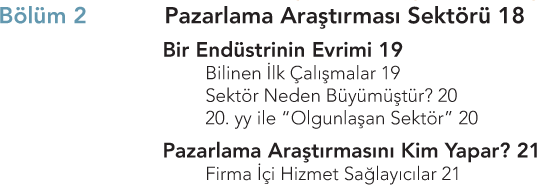 Bölüm 2 Pazarlama Araştırması Sektörü 18
Bir Endüstrinin Evrimi 19
Bilinen İlk Çalışmalar 19
Sektör Neden Büyümüştür? 20
20. yy ile “Olgunlaşan Sektör” 20
Pazarlama Araştırmasını Kim Yapar? 21
Firma İçi Hizmet Sağlayıcılar 21